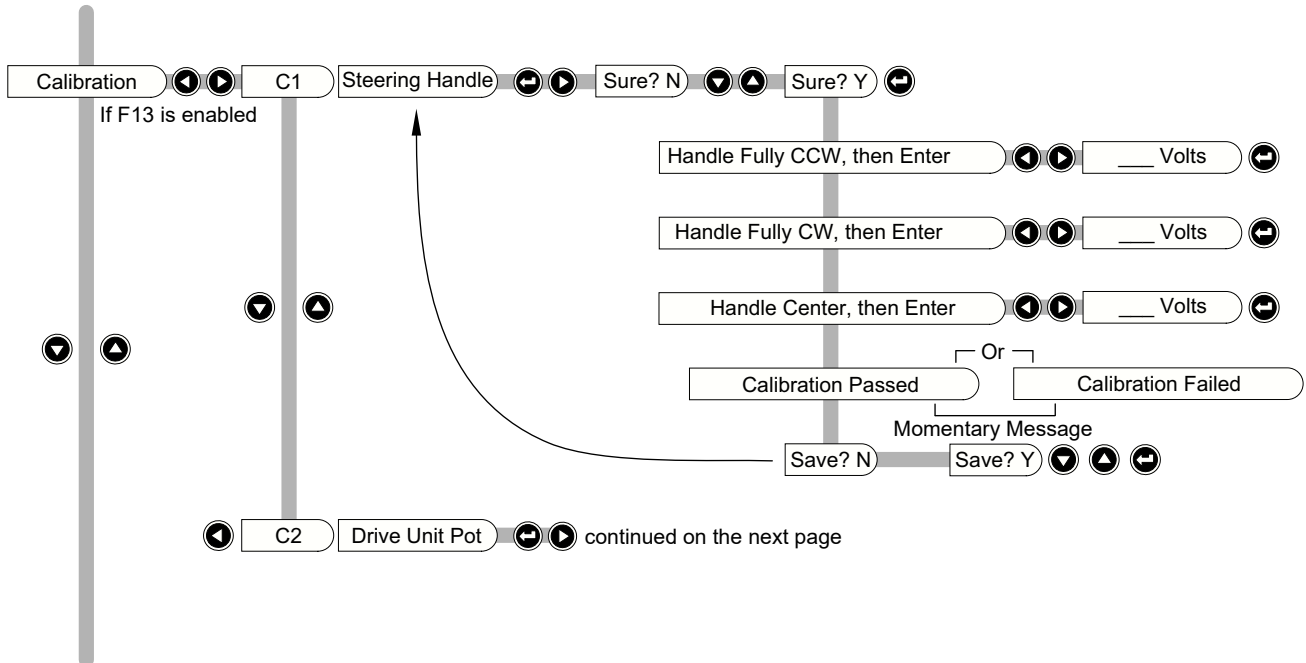 Calibration
C1
Steering Handle
Sure? N
Sure? Y
If F13 is enabled
Handle Fully CCW, then Enter
___ Volts
Handle Fully CW, then Enter
___ Volts
Handle Center, then Enter
___ Volts
Or
Calibration Passed
Calibration Failed
Momentary Message
Save? N
Save? Y
C2
Drive Unit Pot
continued on the next page